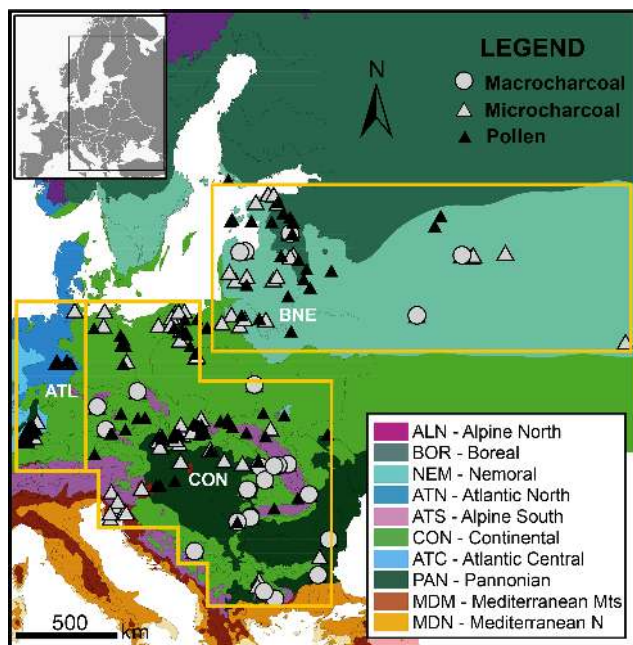 LEGEND
N
Macrocharcoal
Microcharcoal
Pollen
BNE
ATL
CON
ALN - Alpine North
BOR - Boreal
NEM - Nemoral
ATN - Atlantic North
ATS - Alpine South
CON - Continental
ATC - Atlantic Central
PAN - Pannonian
MDM - Mediterranean Mts
MDN - Mediterranean N
500
km